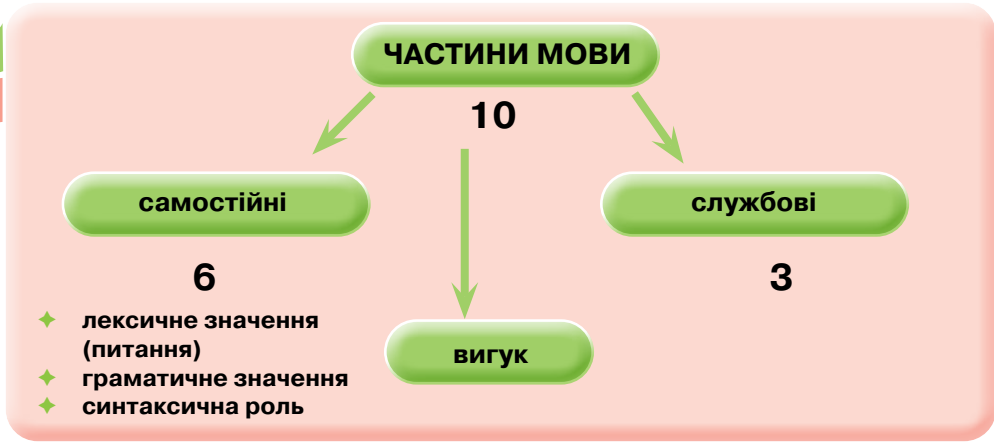 ЧАСТИНИ МОВИ
10
самостійні
службові
6
3
✦ лексичне значення
(питання)
✦ граматичне значення
✦ синтаксична роль
вигук